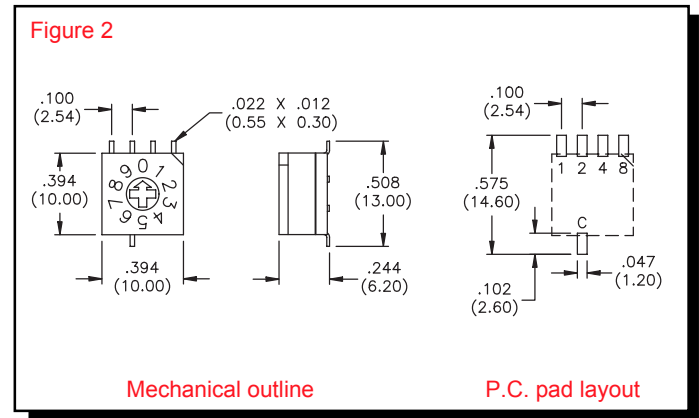 Figure 2
.100
(2.54)
.022 X .012
(0.55 X 0.30)
.394
(10.00)
0 1 2 3 4 5 6 7 8 9
.394
(10.00)
.508
(13.00)
.244
(6.20)
.100
(2.54)
1 2 4 8
.575
(14.60)
C
.047
(1.20)
.102
(2.60)
Mechanical outline
P.C. pad layout